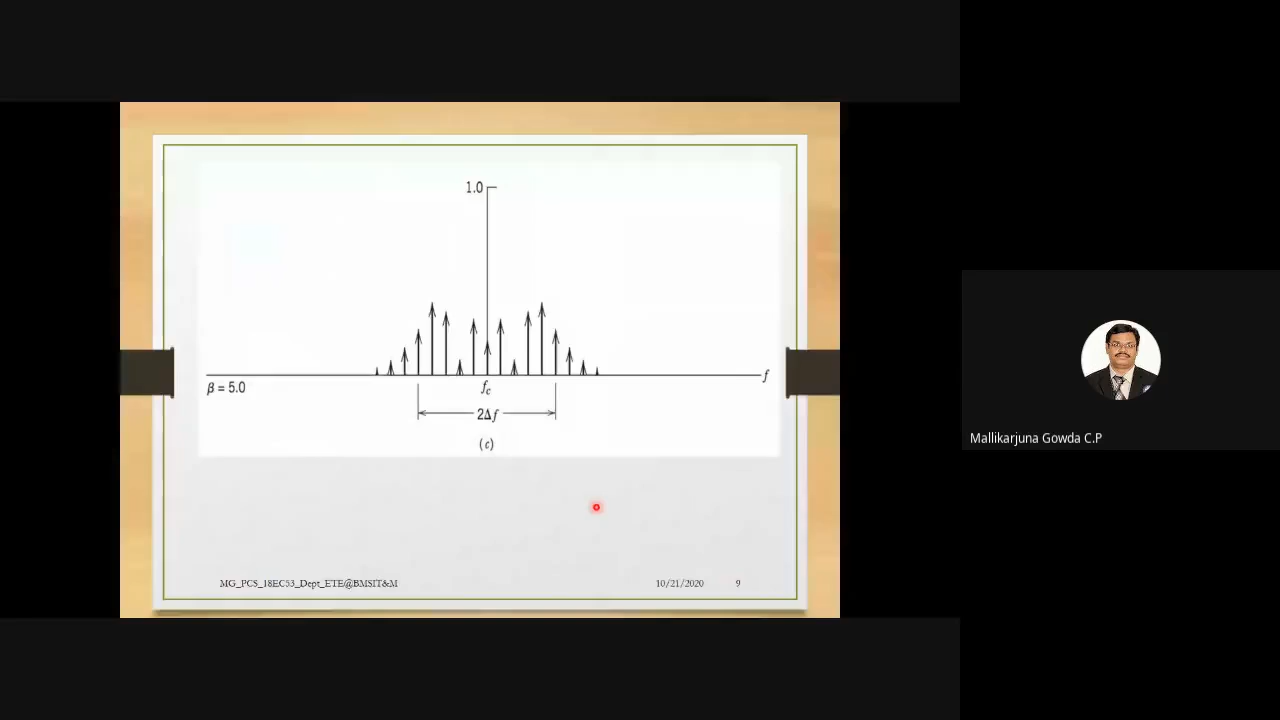 1.0
f
β = 5.0
fc
2Δf
(c)
MG_PCS_18EC53_Dept_ETE@BMSIT&M
10/21/2020
9
Mallikarjuna Gowda C.P